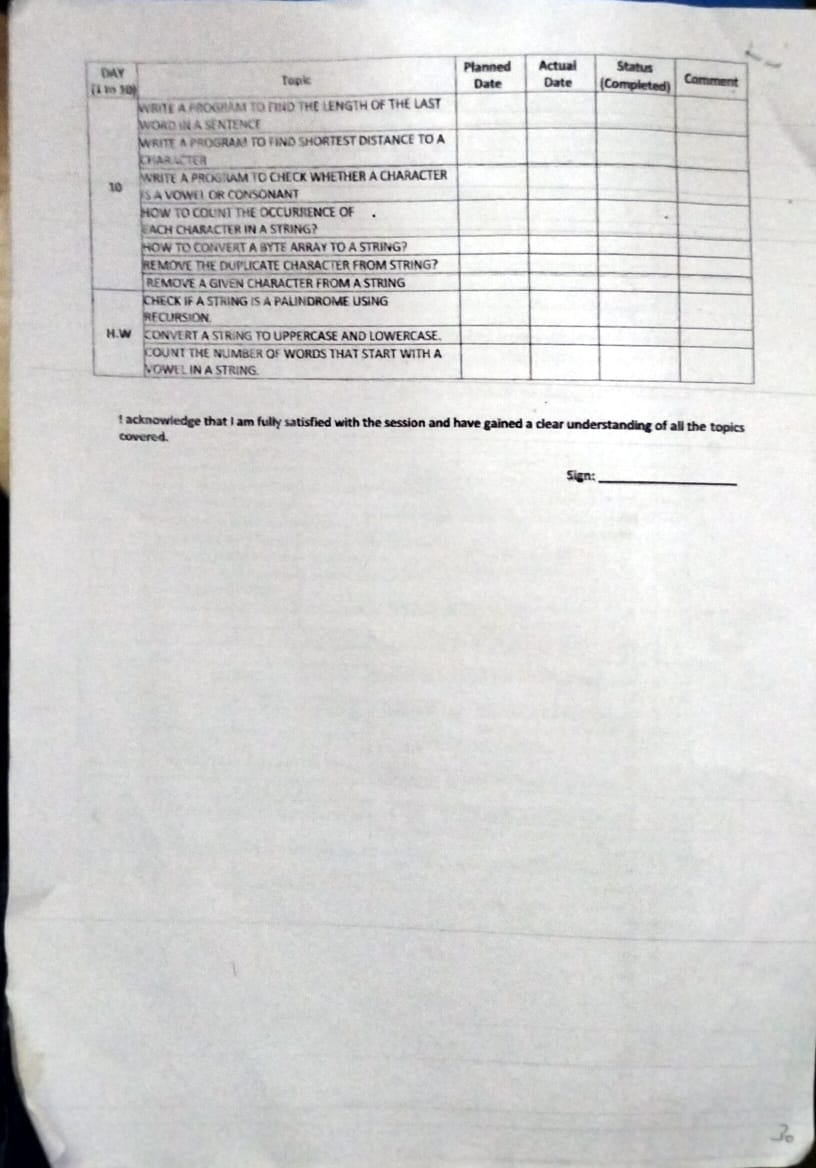 DAY Topic Planned Actual Status Comment
(1 to 10) Date Date (Completed)
WRITE A PROGRAM TO FIND THE LENGTH OF THE LAST
WORD IN A SENTENCE
WRITE A PROGRAM TO FIND SHORTEST DISTANCE TO A
CHARACTER
10 WRITE A PROGRAM TO CHECK WHETHER A CHARACTER
IS A VOWEL OR CONSONANT
HOW TO COUNT THE OCCURRENCE OF
EACH CHARACTER IN A STRING?
HOW TO CONVERT A BYTE ARRAY TO A STRING?
REMOVE THE DUPLICATE CHARACTER FROM STRING?
REMOVE A GIVEN CHARACTER FROM A STRING
CHECK IF A STRING IS A PALINDROME USING
RECURSION.
H.W CONVERT A STRING TO UPPERCASE AND LOWERCASE.
COUNT THE NUMBER OF WORDS THAT START WITH A
VOWEL IN A STRING.
I acknowledge that I am fully satisfied with the session and have gained a clear understanding of all the topics
covered.
Sign:
30